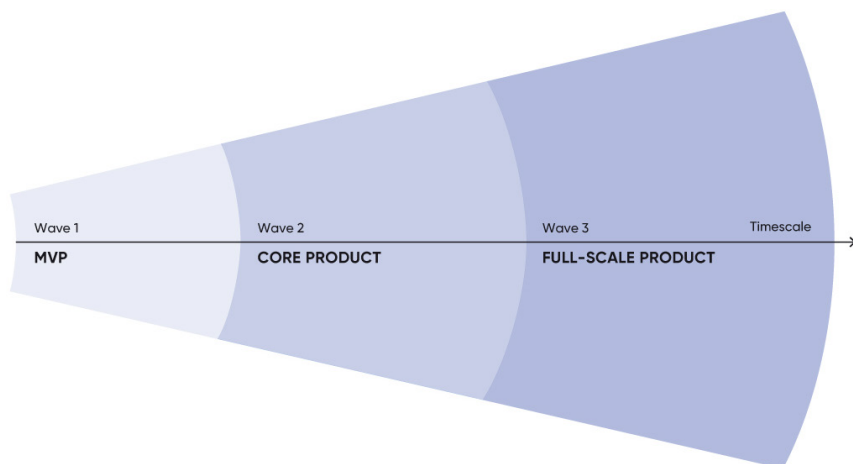 Wave 1
MVP
Wave 2
CORE PRODUCT
Wave 3
FULL-SCALE PRODUCT
Timescale